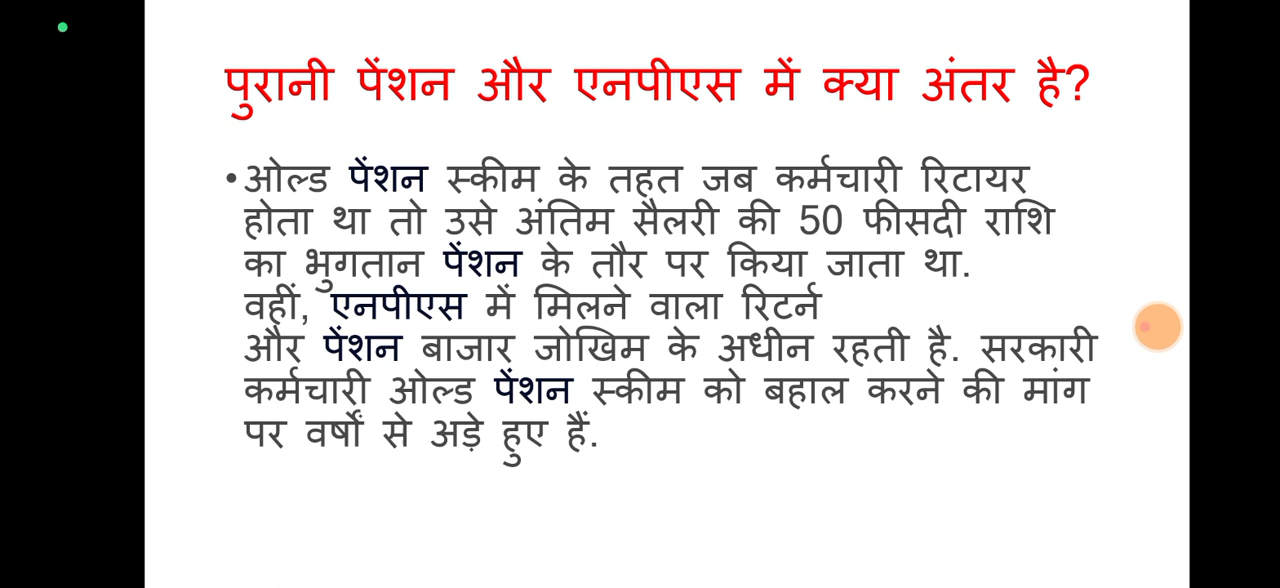 पुरानी पेंशन और एनपीएस में क्या अंतर है?
•ओल्ड पेंशन स्कीम के तहत जब कर्मचारी रिटायर
होता था तो उसे अंतिम सैलरी की 50 फीसदी राशि
का भुगतान पेंशन के तौर पर किया जाता था.
वहीं, एनपीएस में मिलने वाला रिटर्न
और पेंशन बाजार जोखिम के अधीन रहती है. सरकारी
कर्मचारी ओल्ड पेंशन स्कीम को बहाल करने की मांग
पर वर्षों से अड़े हुए हैं.